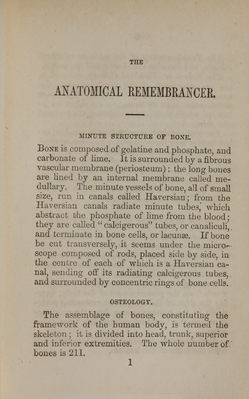 THE
ANATOMICAL REMEMBRANCER.
MINUTE STRUCTURE OF BONE.
BONE is composed of gelatine and phosphate, and
carbonate of lime. It is surrounded by a fibrous
vascular membrane (periosteum): the long bones
are lined by an internal membrane called me-
dullary. The minute vessels of bone, all of small
size, run in canals called Haversian; from the
Haversian canals radiate minute tubes, which
abstract the phosphate of lime from the blood;
they are called "calcigerous" tubes, or canaliculi,
and terminate in bone cells, or lacunæ. If bone
be cut transversely, it seems under the micro-
scope composed of rods, placed side by side, in
the centre of each of which is a Haversian ca-
nal, sending off its radiating calcigerous tubes,
and surrounded by concentric rings of bone cells.
OSTEOLOGY.
The assemblage of bones, constituting the
framework of the human body, is termed the
skeleton; it is divided into head, trunk, superior
and inferior extremities. The whole number of
bones is 211.
1